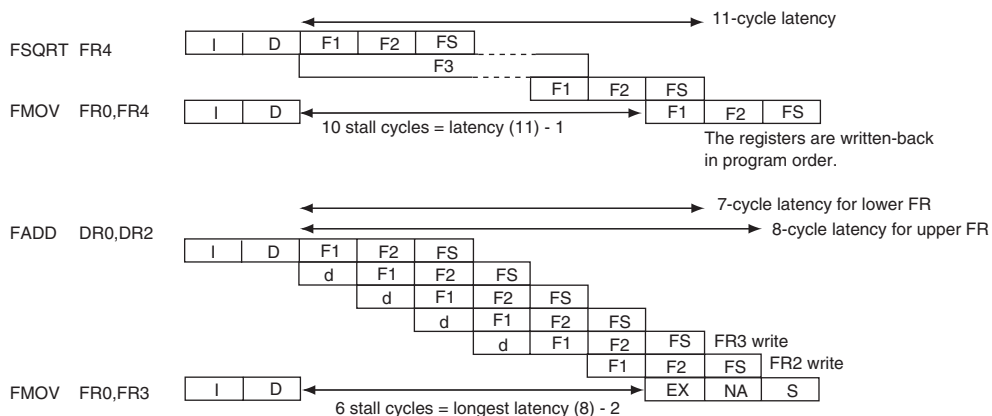 11-cycle latency
FSQRT FR4 I D F1 F2 FS
F3
F1 F2 FS
FMOV FR0,FR4 I D F1 F2 FS
10 stall cycles = latency (11) - 1
The registers are written-back
in program order.
7-cycle latency for lower FR
FADD DR0,DR2 8-cycle latency for upper FR
I D F1 F2 FS
d F1 F2 FS
d F1 F2 FS
d F1 F2 FS
d F1 F2 FS FR3 write
F1 F2 FS FR2 write
FMOV FR0,FR3 I D EX NA S
6 stall cycles = longest latency (8) - 2